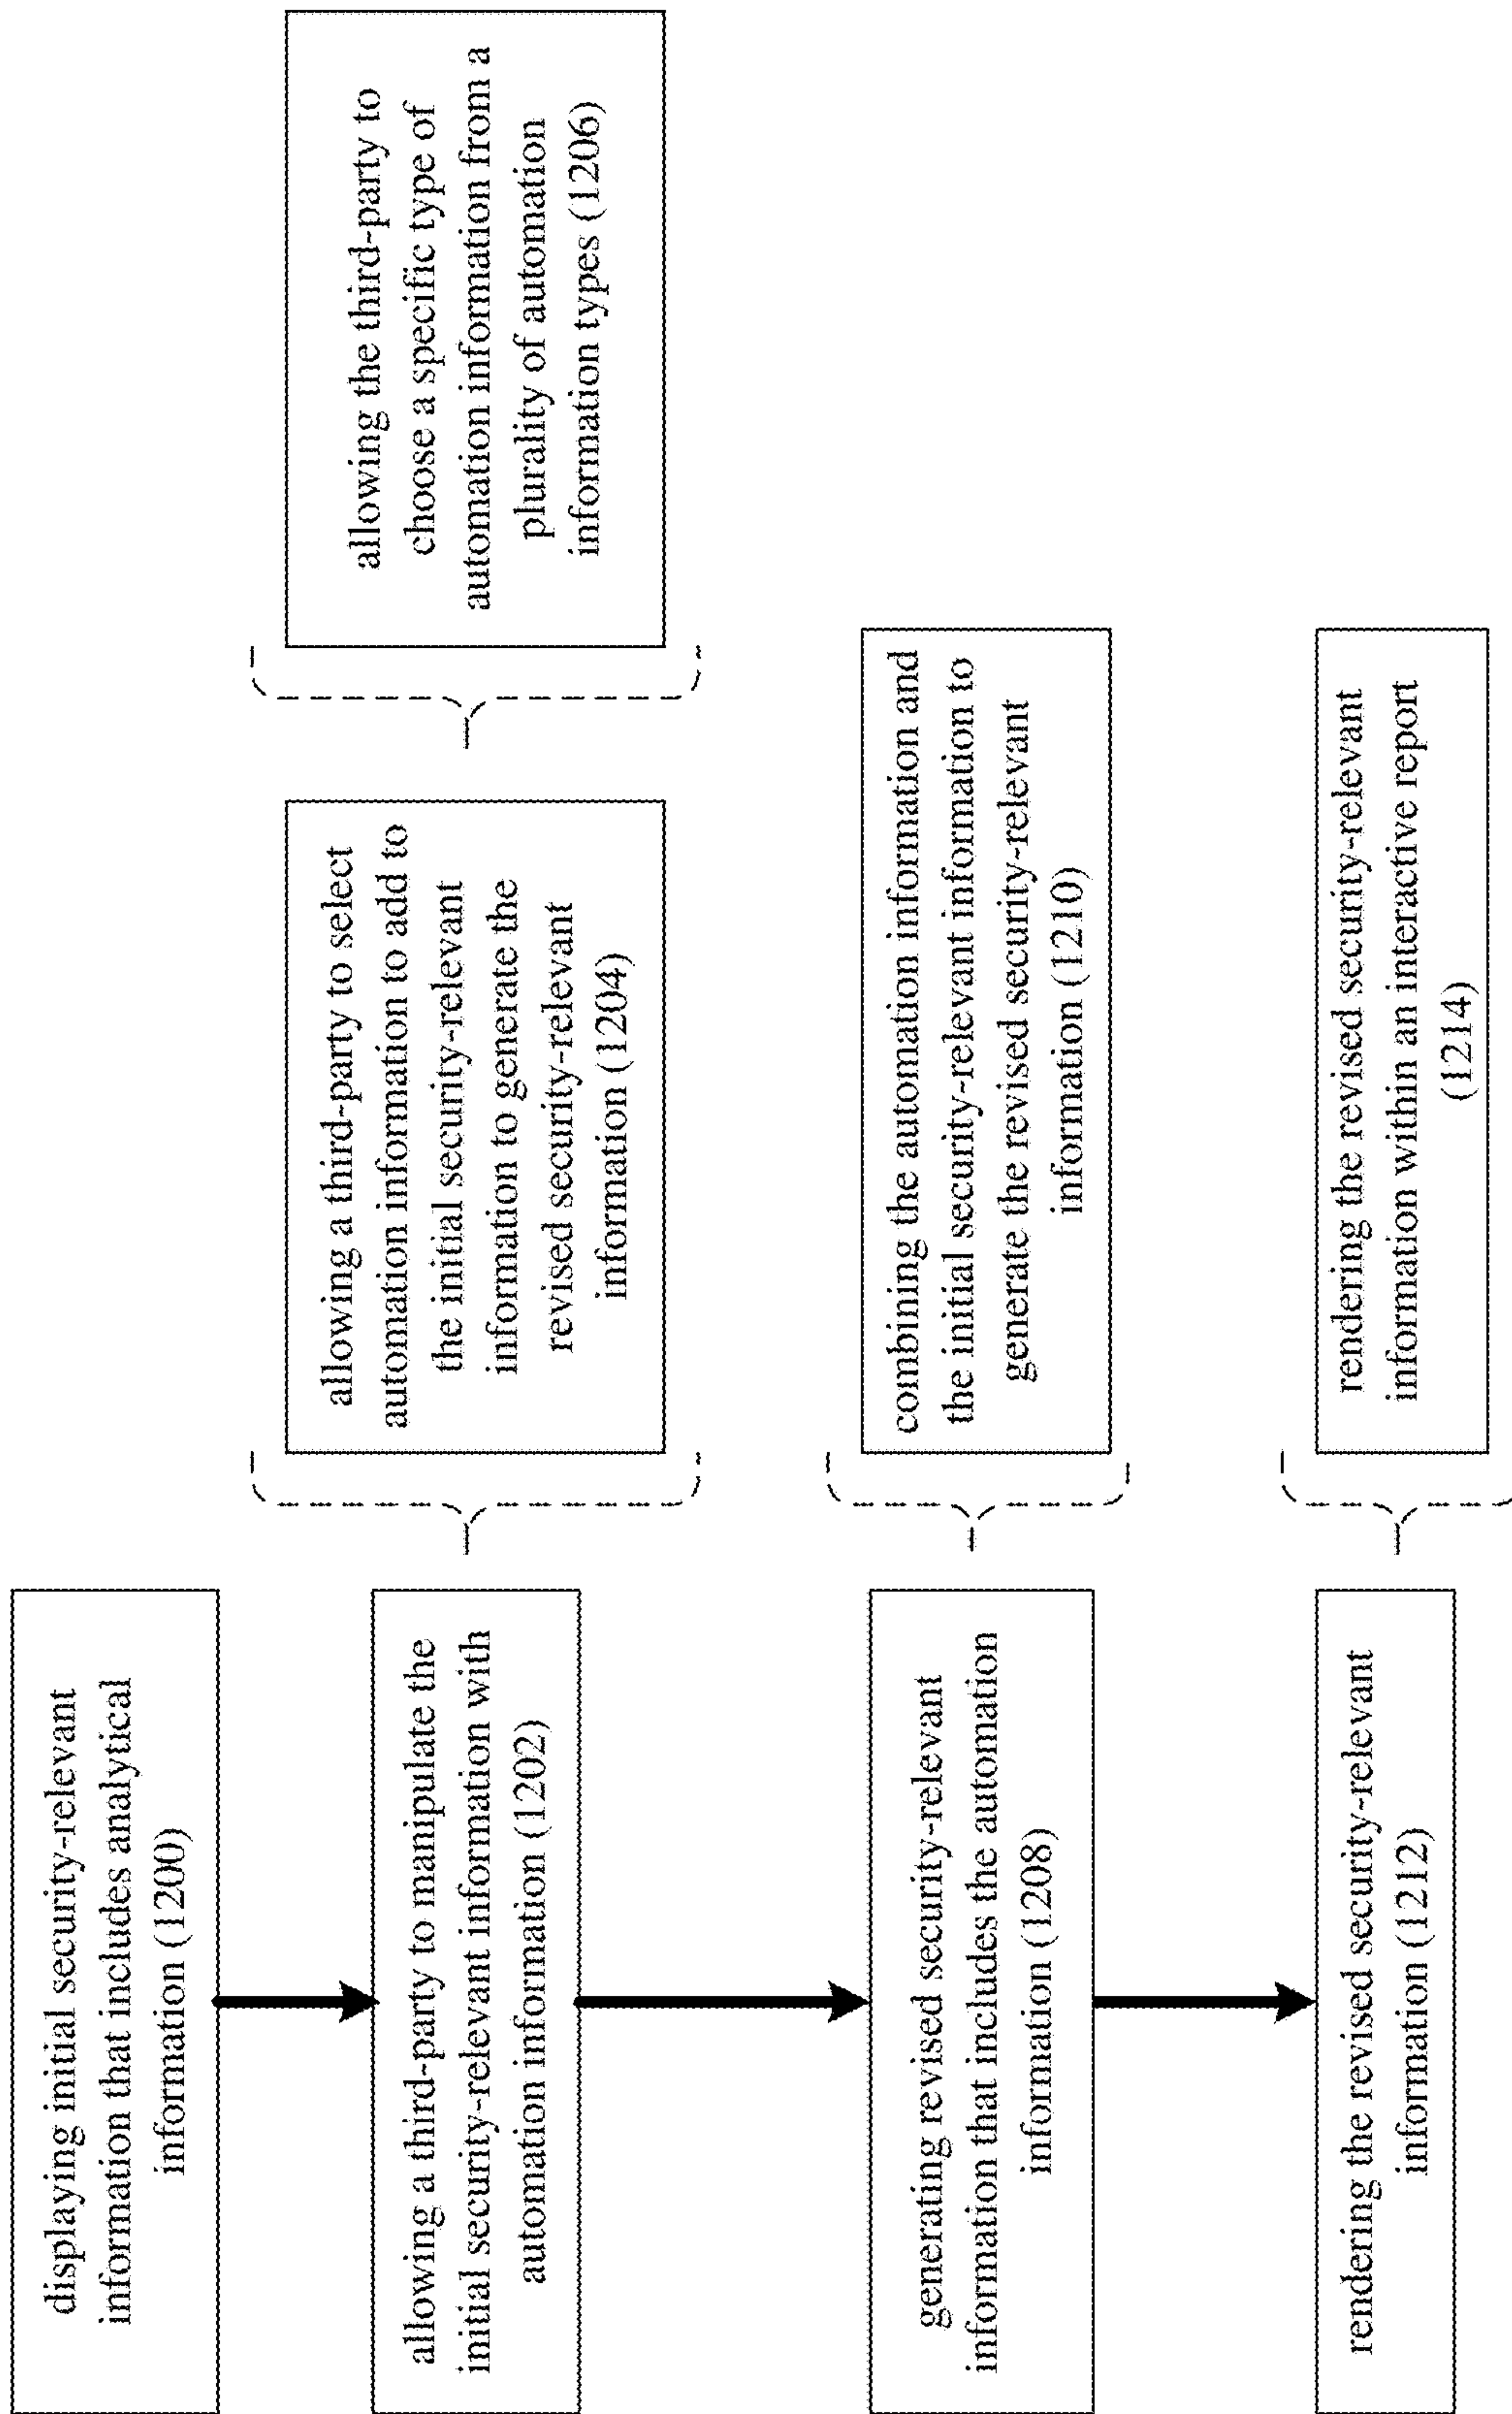 displaying initial security-relevant
information that includes analytical
information (1200)
allowing a third-party to manipulate the
initial security-relevant information with
automation information (1202)
allowing a third-party to select
automation information to add to
the initial security-relevant
information to generate the
revised security-relevant
information (1204)
allowing the third-party to
choose a specific type of
automation information from a
plurality of automation
information types (1206)
generating revised security-relevant
information that includes the automation
information (1208)
combining the automation information and
the initial security-relevant information to
generate the revised security-relevant
information (1210)
rendering the revised security-relevant
information (1212)
rendering the revised security-relevant
information within an interactive report
(1214)